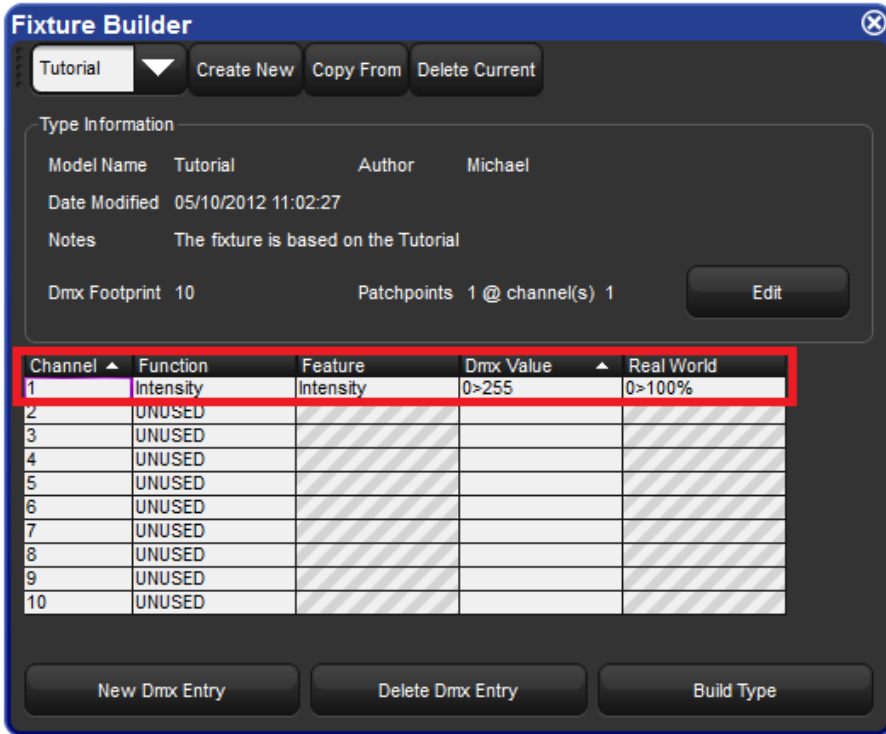 Fixture Builder
Tutorial Create New Copy From Delete Current
Type Information
Model Name Tutorial Author Michael
Date Modified 05/10/2012 11:02:27
Notes The fixture is based on the Tutorial
Dmx Footprint 10 Patchpoints 1 @ channel(s) 1 Edit
Channel Function Feature Dmx Value Real World
1 Intensity Intensity 0>255 0>100%
2 UNUSED
3 UNUSED
4 UNUSED
5 UNUSED
6 UNUSED
7 UNUSED
8 UNUSED
9 UNUSED
10 UNUSED
New Dmx Entry Delete Dmx Entry Build Type